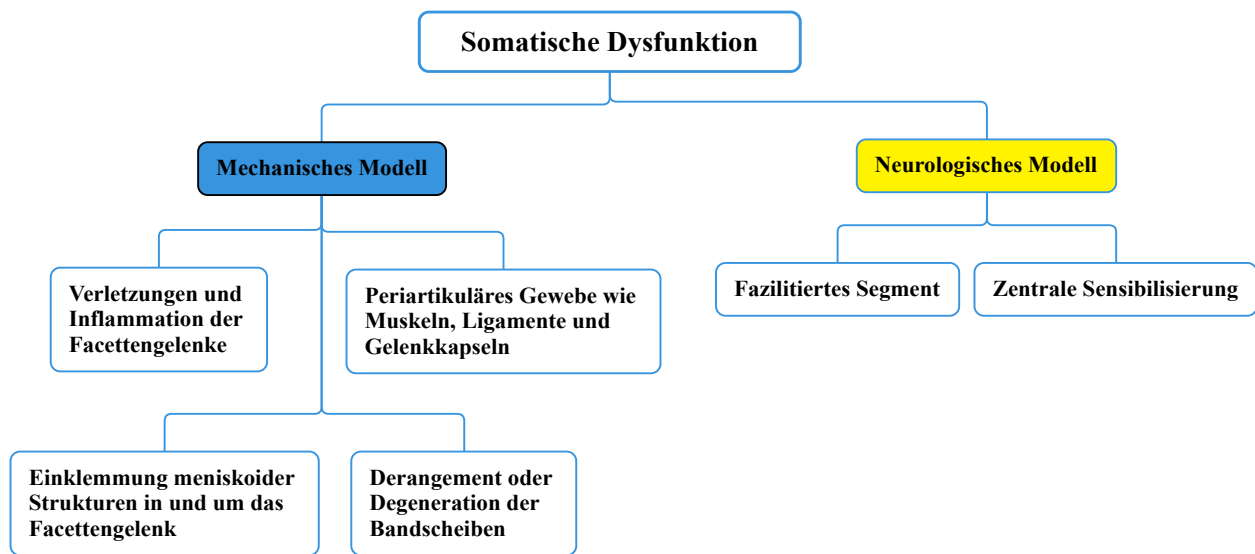 Somatische Dysfunktion
Mechanisches Modell
Neurologisches Modell
Verletzungen und
Inflammation der
Facettengelenke
Periartikuläres Gewebe wie
Muskeln, Ligamente und
Gelenkkapseln
Fazilitiertes Segment
Zentrale Sensibilisierung
Einklemmung meniskoider
Strukturen in und um das
Facettengelenk
Derangement oder
Degeneration der
Bandscheiben